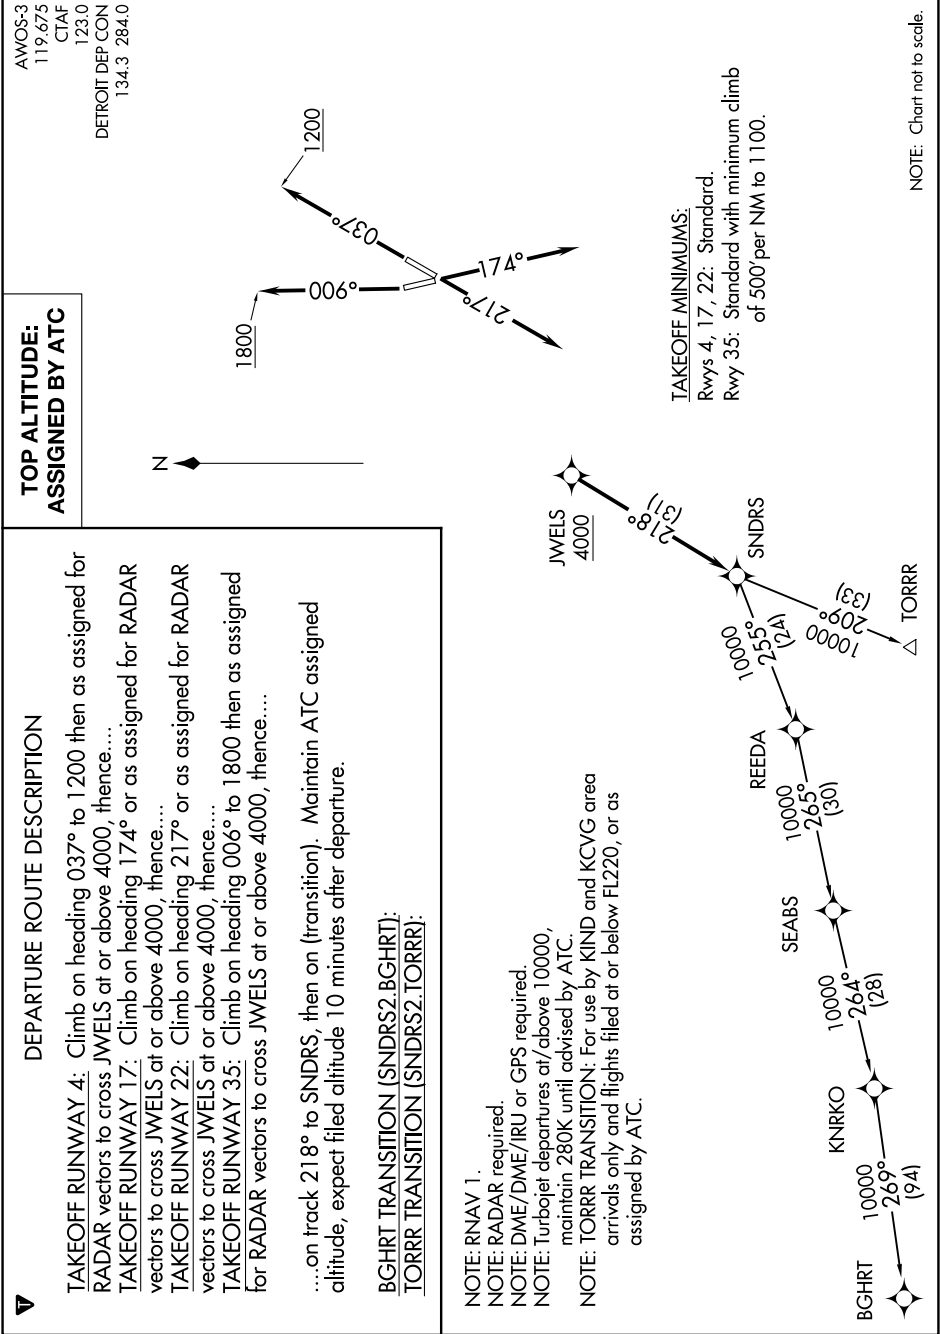 DEPARTURE ROUTE DESCRIPTION
T
TAKEOFF RUNWAY 4: Climb on heading 037° to 1200 then as assigned for
RADAR vectors to cross JWELS at or above 4000, thence....
TAKEOFF RUNWAY 17: Climb on heading 174° or as assigned for RADAR
vectors to cross JWELS at or above 4000, thence....
TAKEOFF RUNWAY 22: Climb on heading 217° or as assigned for RADAR
vectors to cross JWELS at or above 4000, thence....
TAKEOFF RUNWAY 35: Climb on heading 006° to 1800 then as assigned
for RADAR vectors to cross JWELS at or above 4000, thence....
....on track 218° to SNDRS, then on (transition). Maintain ATC assigned
altitude, expect filed altitude 10 minutes after departure.
BGHRT TRANSITION (SNDRS2.BGHRT):
TORRR TRANSITION (SNDRS2.TORRR):
TOP ALTITUDE:
ASSIGNED BY ATC
AWOS-3
119.675
CTAF
123.0
DETROIT DEP CON
134.3 284.0
N
1800
1200
006°
037°
174°
217°
TAKEOFF MINIMUMS:
Rwys 4, 17, 22: Standard.
Rwy 35: Standard with minimum climb
of 500' per NM to 1100.
NOTE: RNAV 1.
NOTE: RADAR required.
NOTE: DME/DME/IRU or GPS required.
NOTE: Turbojet departures at/above 10000,
maintain 280K until advised by ATC.
NOTE: TORRR TRANSITION: For use by KIND and KCVG area
arrivals only and flights filed at or below FL220, or as
assigned by ATC.
JWELS
4000
218°
(31)
SNDRS
10000
255°
(24)
10000
209°
(33)
TORRR
REEDA
10000
265°
(30)
SEABS
10000
264°
(28)
KNRKO
10000
269°
(94)
BGHRT
NOTE: Chart not to scale.